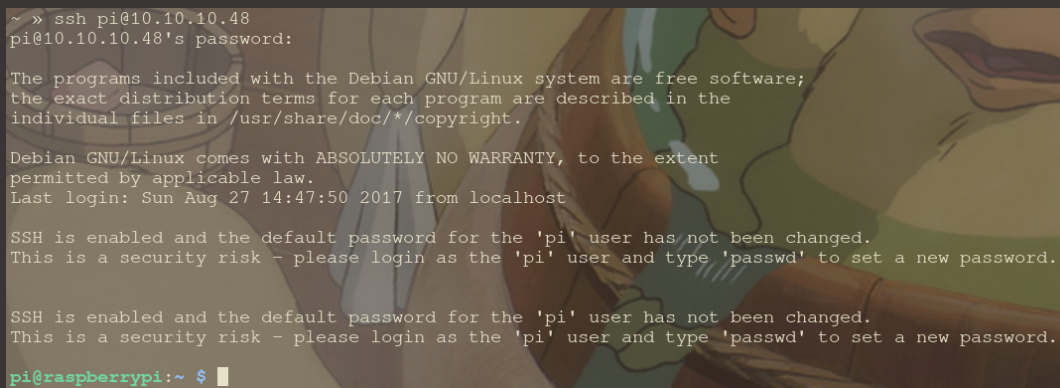 ~ » ssh pi@10.10.10.48
pi@10.10.10.48's password:
The programs included with the Debian GNU/Linux system are free software;
the exact distribution terms for each program are described in the
individual files in /usr/share/doc/*/copyright.
Debian GNU/Linux comes with ABSOLUTELY NO WARRANTY, to the extent
permitted by applicable law.
Last login: Sun Aug 27 14:47:50 2017 from localhost
SSH is enabled and the default password for the 'pi' user has not been changed.
This is a security risk - please login as the 'pi' user and type 'passwd' to set a new password.
SSH is enabled and the default password for the 'pi' user has not been changed.
This is a security risk - please login as the 'pi' user and type 'passwd' to set a new password.
pi@raspberrypi:~ $